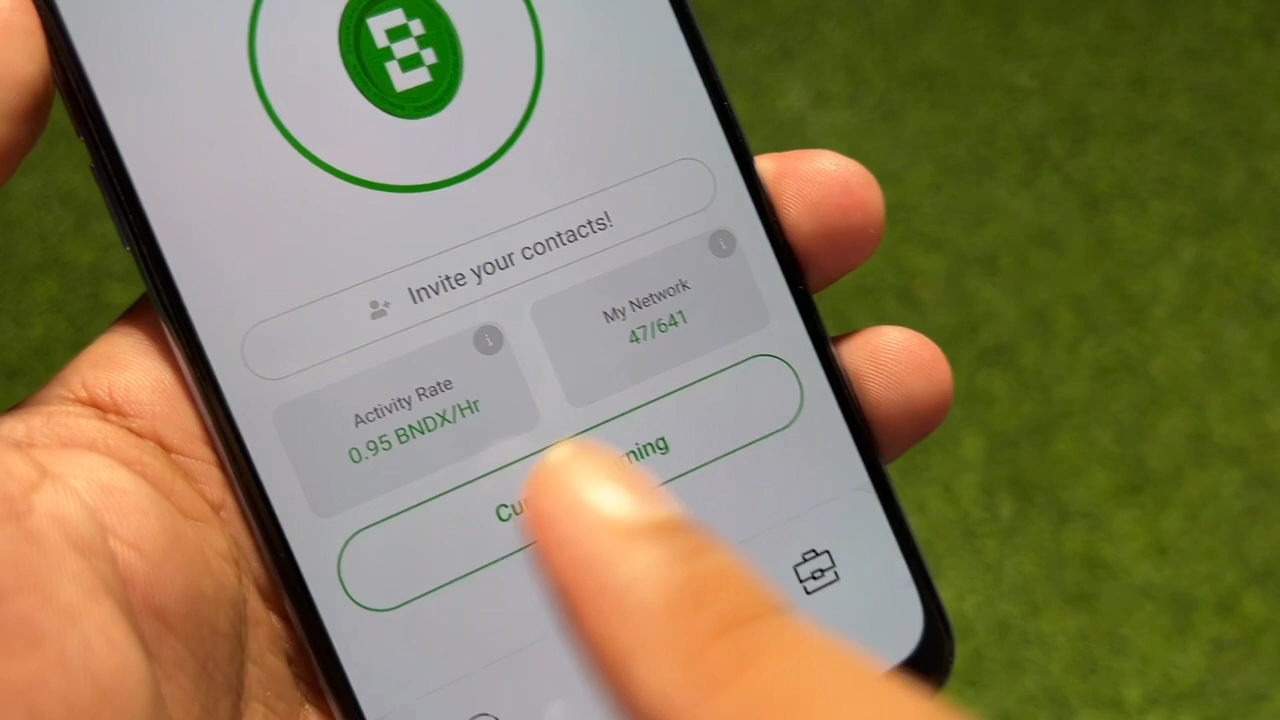 Invite your contacts!
Activity Rate
0.95 BNDX/Hr
My Network
47/641